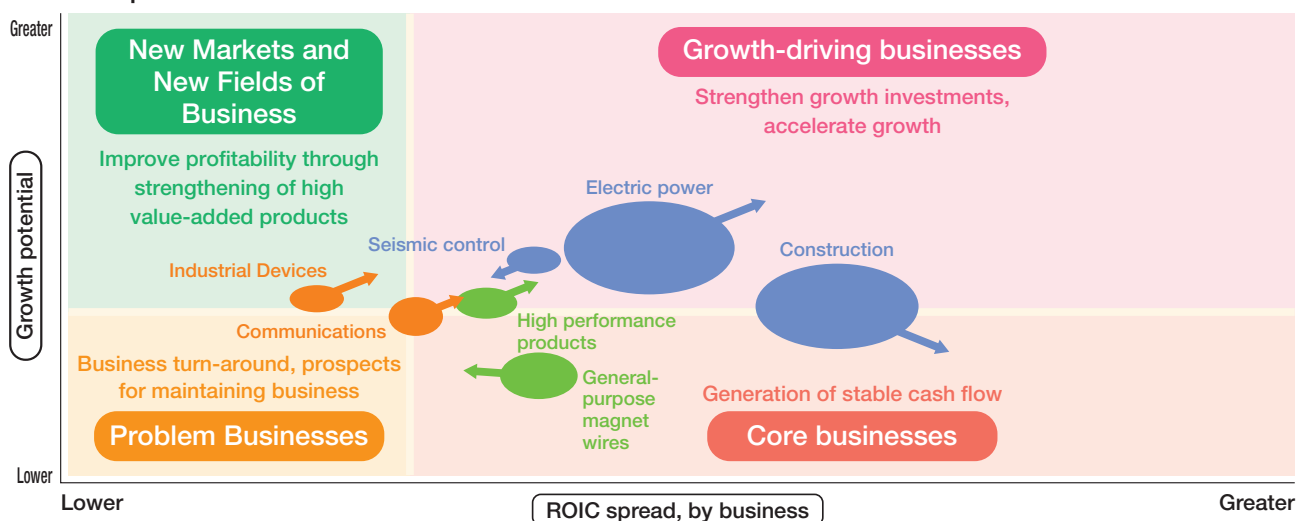 Greater
New Markets and
New Fields of
Business
Growth-driving businesses
Strengthen growth investments,
accelerate growth
Improve profitability through
strengthening of high
value-added products
Growth potential
Electric power
Seismic control
Construction
Industrial Devices
Communications
High performance
products
Business turn-around, prospects
for maintaining business
General-
purpose
magnet
wires
Generation of stable cash flow
Problem Businesses
Core businesses
Lower
Lower
ROIC spread, by business
Greater